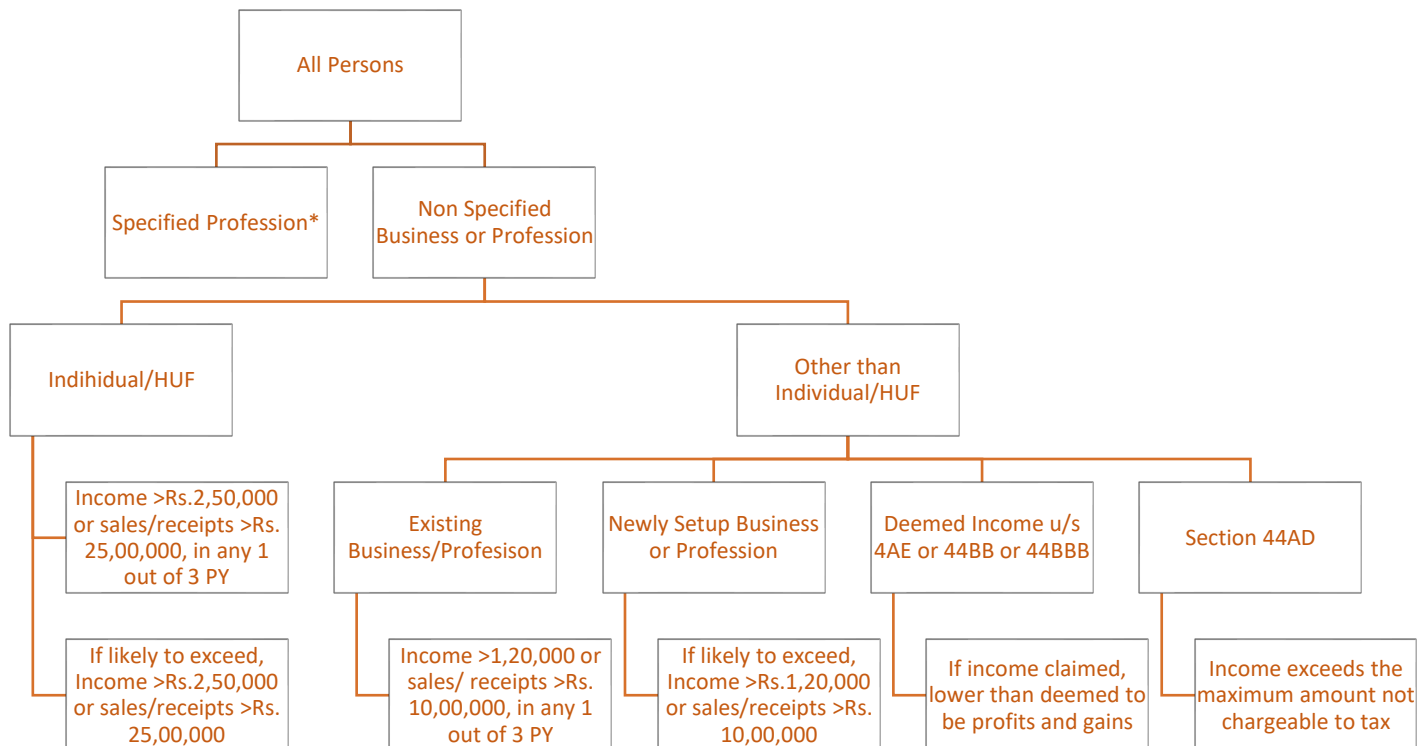 All Persons
Specified Profession*
Non Specified
Business or Profession
Indihidual/HUF
Other than
Individual/HUF
Income >Rs.2,50,000
or sales/receipts >Rs.
25,00,000, in any 1
out of 3 PY
If likely to exceed,
Income >Rs.2,50,000
or sales/receipts >Rs.
25,00,000
Existing
Business/Profesison
Income >1,20,000 or
sales/ receipts >Rs.
10,00,000, in any 1
out of 3 PY
Newly Setup Business
or Profession
If likely to exceed,
Income >Rs.1,20,000
or sales/receipts >Rs.
10,00,000
Deemed Income u/s
4AE or 44BB or 44BBB
If income claimed,
lower than deemed to
be profits and gains
Section 44AD
Income exceeds the
maximum amount not
chargeable to tax